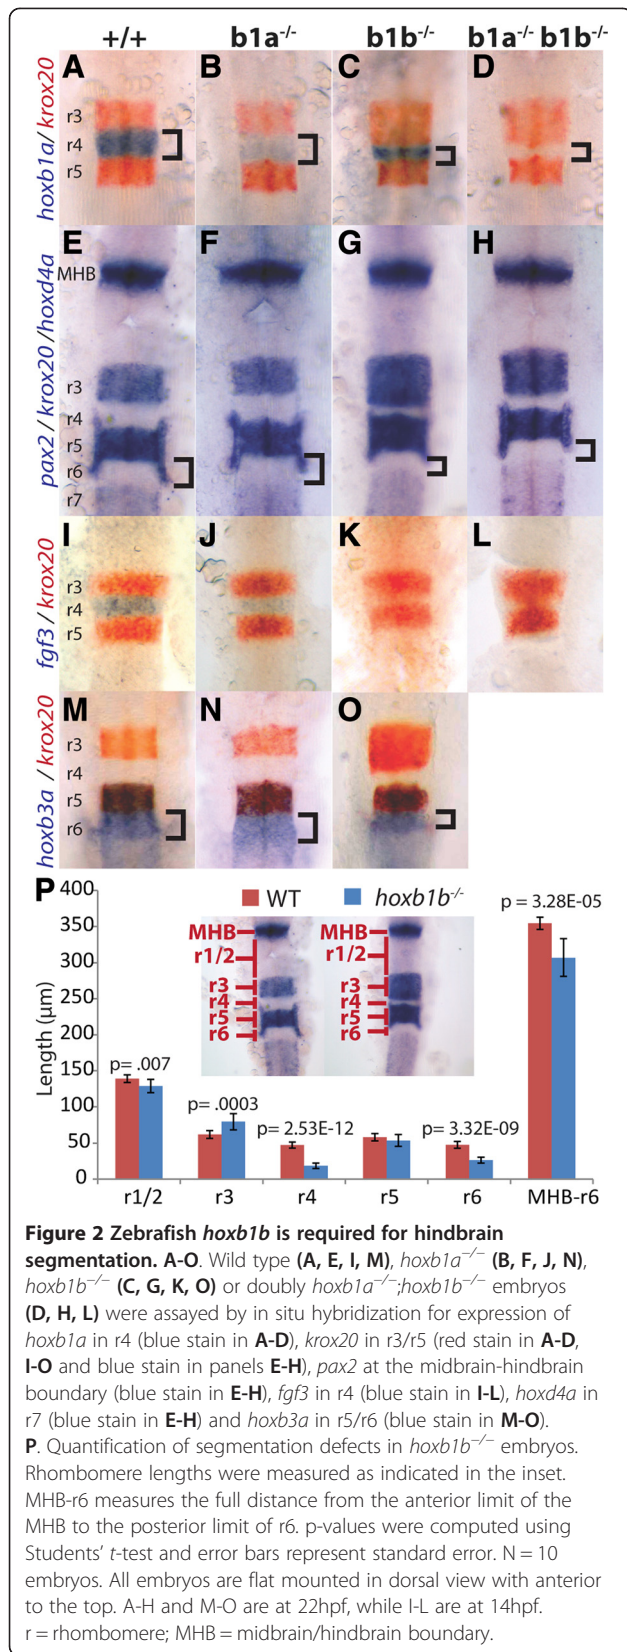 +/+ b1a-/- b1b-/- b1a-/- b1b-/-
hoxb1a/ krox20
A B C D
r3
r4
r5
pax2 / krox20 /hoxd4a
E F G H
MHB
r3
r4
r5
r6
r7
fgf3 / krox20
I J K L
r3
r4
r5
hoxb3a / krox20
M N O
r3
r4
r5
r6
P
WT hoxb1b-/-
Length (μm)
400
350
300
250
200
150
100
50
0
MHB
r1/2
r3
r4
r5
r6
MHB
r1/2
r3
r4
r5
r6
p= .007
p= .0003
p= 2.53E-12
p= 3.32E-09
p = 3.28E-05
r1/2 r3 r4 r5 r6 MHB-r6
Figure 2 Zebrafish hoxb1b is required for hindbrain
segmentation. A-O. Wild type (A, E, I, M), hoxb1a−/− (B, F, J, N),
hoxb1b−/− (C, G, K, O) or doubly hoxb1a−/−;hoxb1b−/− embryos
(D, H, L) were assayed by in situ hybridization for expression of
hoxb1a in r4 (blue stain in A-D), krox20 in r3/r5 (red stain in A-D,
I-O and blue stain in panels E-H), pax2 at the midbrain-hindbrain
boundary (blue stain in E-H), fgf3 in r4 (blue stain in I-L), hoxd4a in
r7 (blue stain in E-H) and hoxb3a in r5/r6 (blue stain in M-O).
P. Quantification of segmentation defects in hoxb1b−/− embryos.
Rhombomere lengths were measured as indicated in the inset.
MHB-r6 measures the full distance from the anterior limit of the
MHB to the posterior limit of r6. p-values were computed using
Students' t-test and error bars represent standard error. N = 10
embryos. All embryos are flat mounted in dorsal view with anterior
to the top. A-H and M-O are at 22hpf, while I-L are at 14hpf.
r = rhombomere; MHB = midbrain/hindbrain boundary.